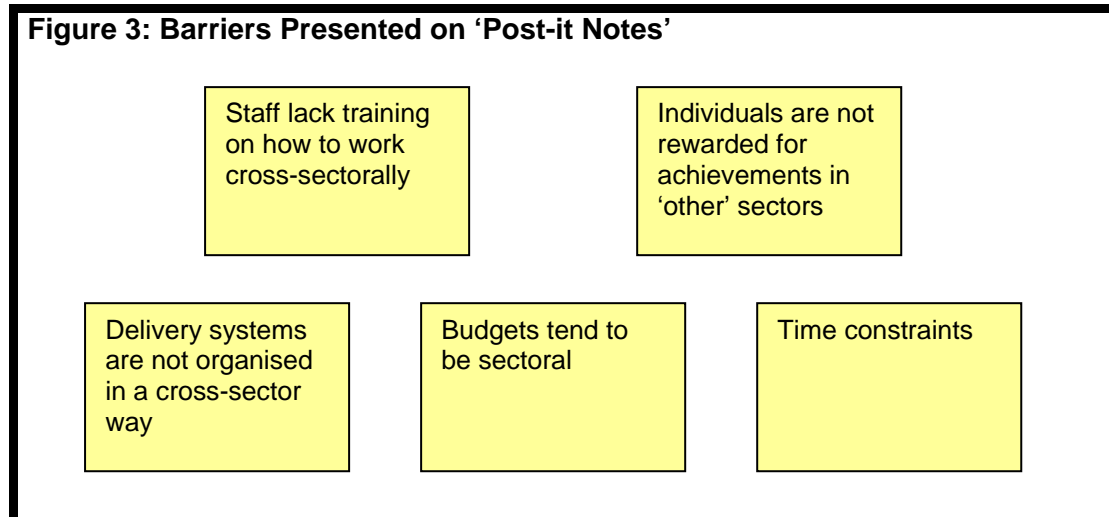 Figure 3: Barriers Presented on ‘Post-it Notes’
Staff lack training
on how to work
cross-sectorally
Individuals are not
rewarded for
achievements in
‘other’ sectors
Delivery systems
are not organised
in a cross-sector
way
Budgets tend to
be sectoral
Time constraints